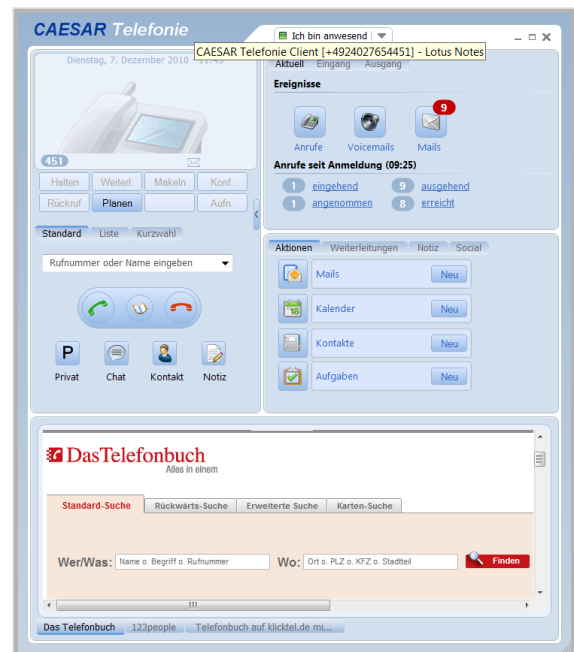 CAESAR Telefonie
Ich bin anwesend
CAESAR Telefonie Client [+4924027654451] - Lotus Notes
Dienstag, 7. Dezember 2010
451
Halten Weiterl. Makeln Konf.
Rückruf Planen Aufn.
Standard Liste Kurzwahl
Rufnummer oder Name eingeben
P
Privat Chat Kontakt Notiz
Aktuell Eingang Ausgang
Ereignisse
9
Anrufe Voicemails Mails
Anrufe seit Anmeldung (09:25)
1 eingehend 9 ausgehend
1 angenommen 8 erreicht
Aktionen Weiterleitungen Notiz Social
Mails Neu
18 Kalender Neu
Kontakte Neu
Aufgaben Neu
DasTelefonbuch
Alles in einem
Standard-Suche Rückwärts-Suche Erweiterte Suche Karten-Suche
Wer/Was: Name o. Begriff o. Rufnummer Wo: Ort o. PLZ o. KFZ o. Stadtteil Finden
Das Telefonbuch 123people Telefonbuch auf klicktel.de mi...